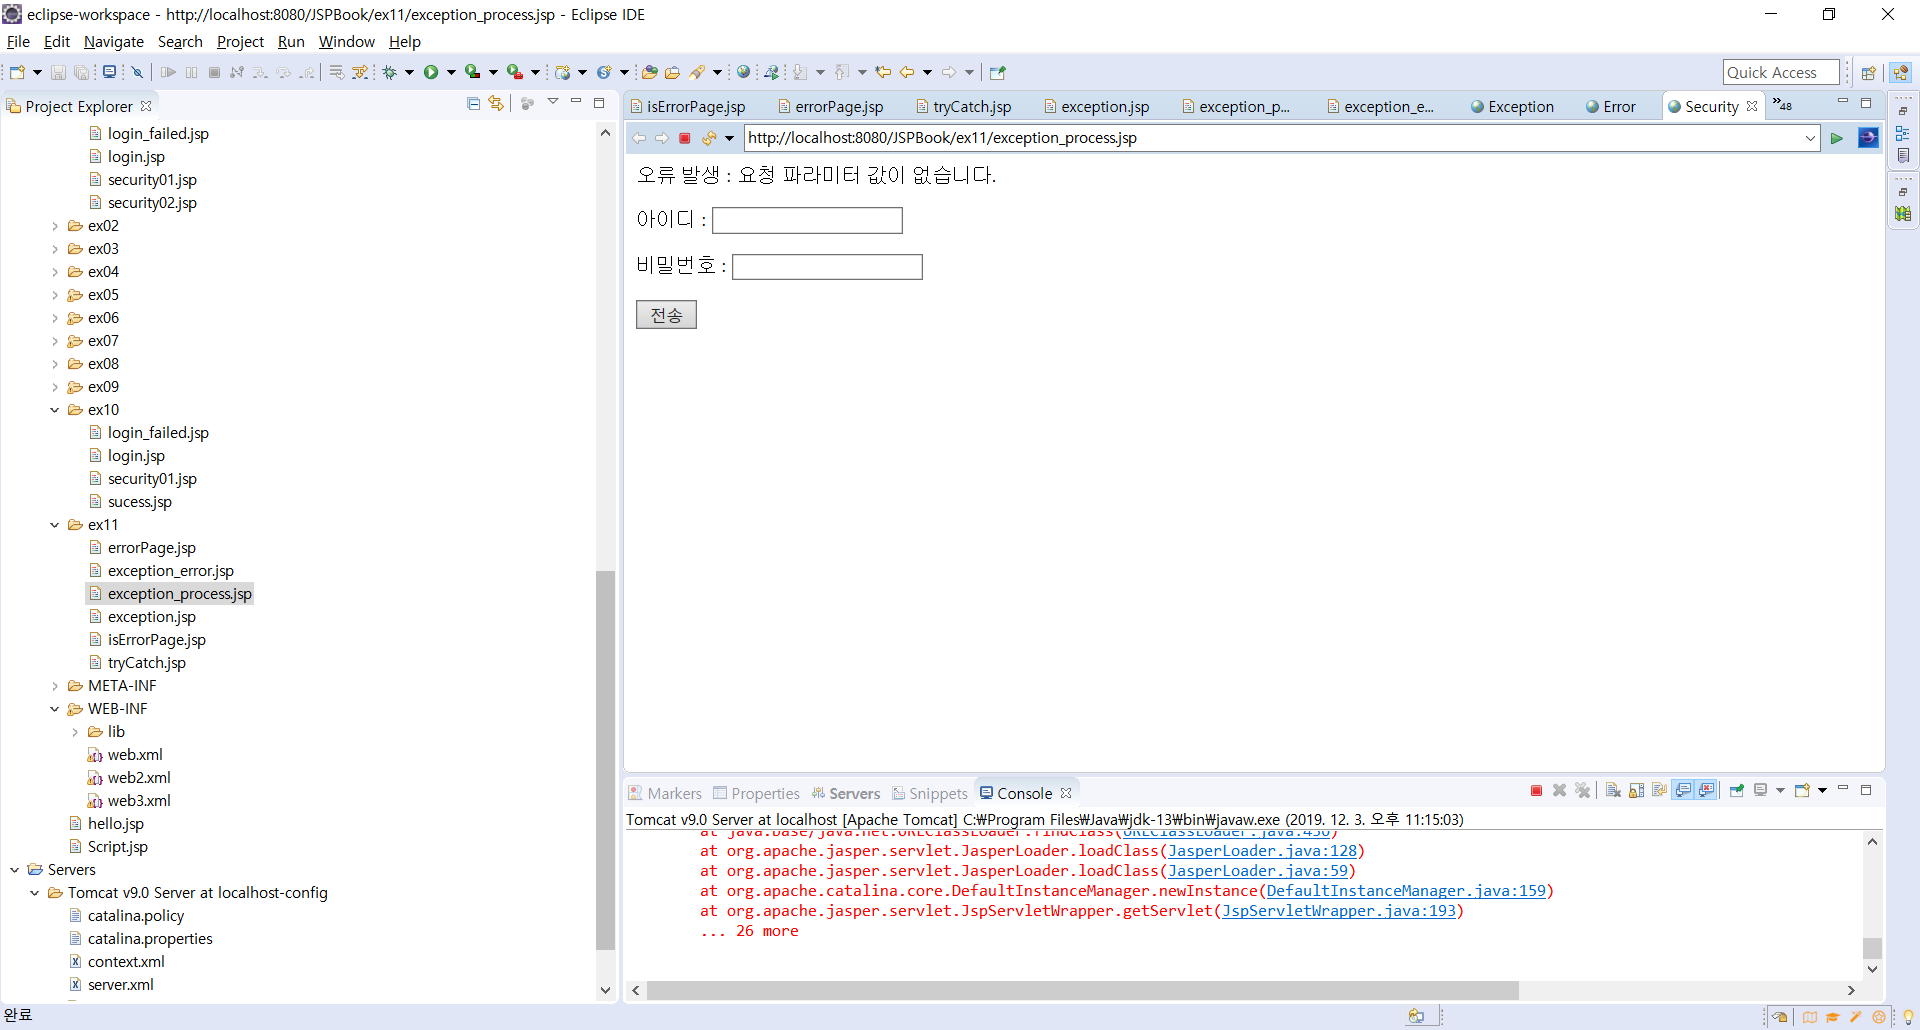 eclipse-workspace - http://localhost:8080/JSPBook/ex11/exception_process.jsp - Eclipse IDE
File Edit Navigate Search Project Run Window Help
Quick Access
Project Explorer
login_failed.jsp
login.jsp
security01.jsp
security02.jsp
ex02
ex03
ex04
ex05
ex06
ex07
ex08
ex09
ex10
login_failed.jsp
login.jsp
security01.jsp
sucess.jsp
ex11
errorPage.jsp
exception_error.jsp
exception_process.jsp
exception.jsp
isErrorPage.jsp
tryCatch.jsp
META-INF
WEB-INF
lib
web.xml
web2.xml
web3.xml
hello.jsp
Script.jsp
Servers
Tomcat v9.0 Server at localhost-config
catalina.policy
catalina.properties
context.xml
server.xml
isErrorPage.jsp errorPage.jsp tryCatch.jsp exception.jsp exception_p... exception_e... Exception Error Security »48
http://localhost:8080/JSPBook/ex11/exception_process.jsp
오류 발생 : 요청 파라미터 값이 없습니다.
아이디 :
비밀번호 :
전송
Markers Properties Servers Snippets Console
Tomcat v9.0 Server at localhost [Apache Tomcat] C:₩Program Files₩Java₩jdk-13₩bin₩javaw.exe (2019. 12. 3. 오후 11:15:03)
at java.base/java.net.URLClassLoader.findClass(URLClassLoader.java:436)
at org.apache.jasper.servlet.JasperLoader.loadClass(JasperLoader.java:128)
at org.apache.jasper.servlet.JasperLoader.loadClass(JasperLoader.java:59)
at org.apache.catalina.core.DefaultInstanceManager.newInstance(DefaultInstanceManager.java:159)
at org.apache.jasper.servlet.JspServletWrapper.getServlet(JspServletWrapper.java:193)
... 26 more
완료